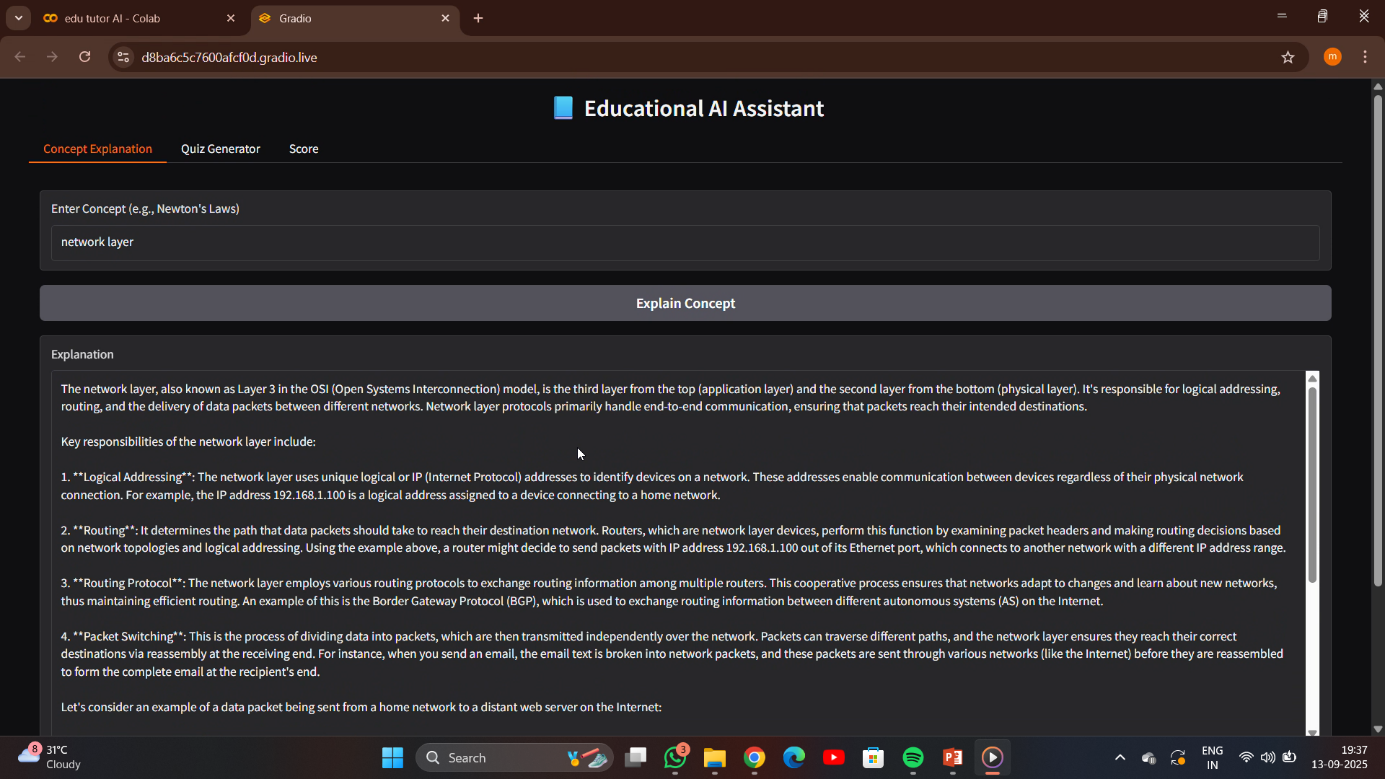 edu tutor AI - Colab
Gradio
d8ba6c5c7600afcf0d.gradio.live
m
Educational AI Assistant
Concept Explanation
Quiz Generator
Score
Enter Concept (e.g., Newton's Laws)
network layer
Explain Concept
Explanation
The network layer, also known as Layer 3 in the OSI (Open Systems Interconnection) model, is the third layer from the top (application layer) and the second layer from the bottom (physical layer). It's responsible for logical addressing,
routing, and the delivery of data packets between different networks. Network layer protocols primarily handle end-to-end communication, ensuring that packets reach their intended destinations.
Key responsibilities of the network layer include:
1. **Logical Addressing**: The network layer uses unique logical or IP (Internet Protocol) addresses to identify devices on a network. These addresses enable communication between devices regardless of their physical network
connection. For example, the IP address 192.168.1.100 is a logical address assigned to a device connecting to a home network.
2. **Routing**: It determines the path that data packets should take to reach their destination network. Routers, which are network layer devices, perform this function by examining packet headers and making routing decisions based
on network topologies and logical addressing. Using the example above, a router might decide to send packets with IP address 192.168.1.100 out of its Ethernet port, which connects to another network with a different IP address range.
3. **Routing Protocol**: The network layer employs various routing protocols to exchange routing information among multiple routers. This cooperative process ensures that networks adapt to changes and learn about new networks,
thus maintaining efficient routing. An example of this is the Border Gateway Protocol (BGP), which is used to exchange routing information between different autonomous systems (AS) on the Internet.
4. **Packet Switching**: This is the process of dividing data into packets, which are then transmitted independently over the network. Packets can traverse different paths, and the network layer ensures they reach their correct
destinations via reassembly at the receiving end. For instance, when you send an email, the email text is broken into network packets, and these packets are sent through various networks (like the Internet) before they are reassembled
to form the complete email at the recipient's end.
Let's consider an example of a data packet being sent from a home network to a distant web server on the Internet:
8
31°C
Cloudy
Search
3
ENG
IN
19:37
13-09-2025